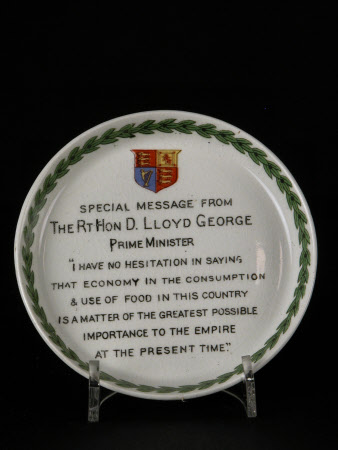 SPECIAL MESSAGE FROM
THE RT HON D. LLOYD GEORGE
PRIME MINISTER
"I HAVE NO HESITATION IN SAYING
THAT ECONOMY IN THE CONSUMPTION
& USE OF FOOD IN THIS COUNTRY
IS A MATTER OF THE GREATEST POSSIBLE
IMPORTANCE TO THE EMPIRE
AT THE PRESENT TIME."